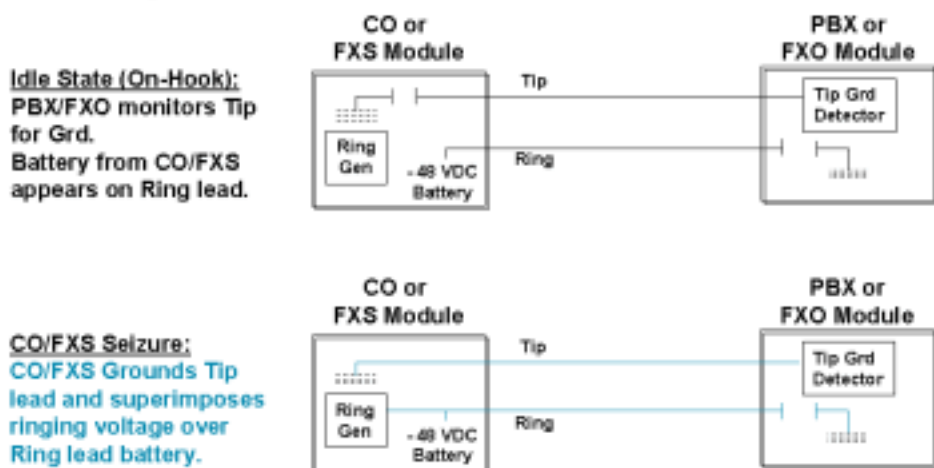 CO or
FXS Module
PBX or
FXO Module
Idle State (On-Hook):
PBX/FXO monitors Tip
for Grd.
Battery from CO/FXS
appears on Ring lead.
Tip
Tip Grd
Detector
Ring
Gen
- 48 VDC
Battery
Ring
CO or
FXS Module
PBX or
FXO Module
CO/FXS Seizure:
CO/FXS Grounds Tip
lead and superimposes
ringing voltage over
Ring lead battery.
Tip
Tip Grd
Detector
Ring
Gen
- 48 VDC
Battery
Ring